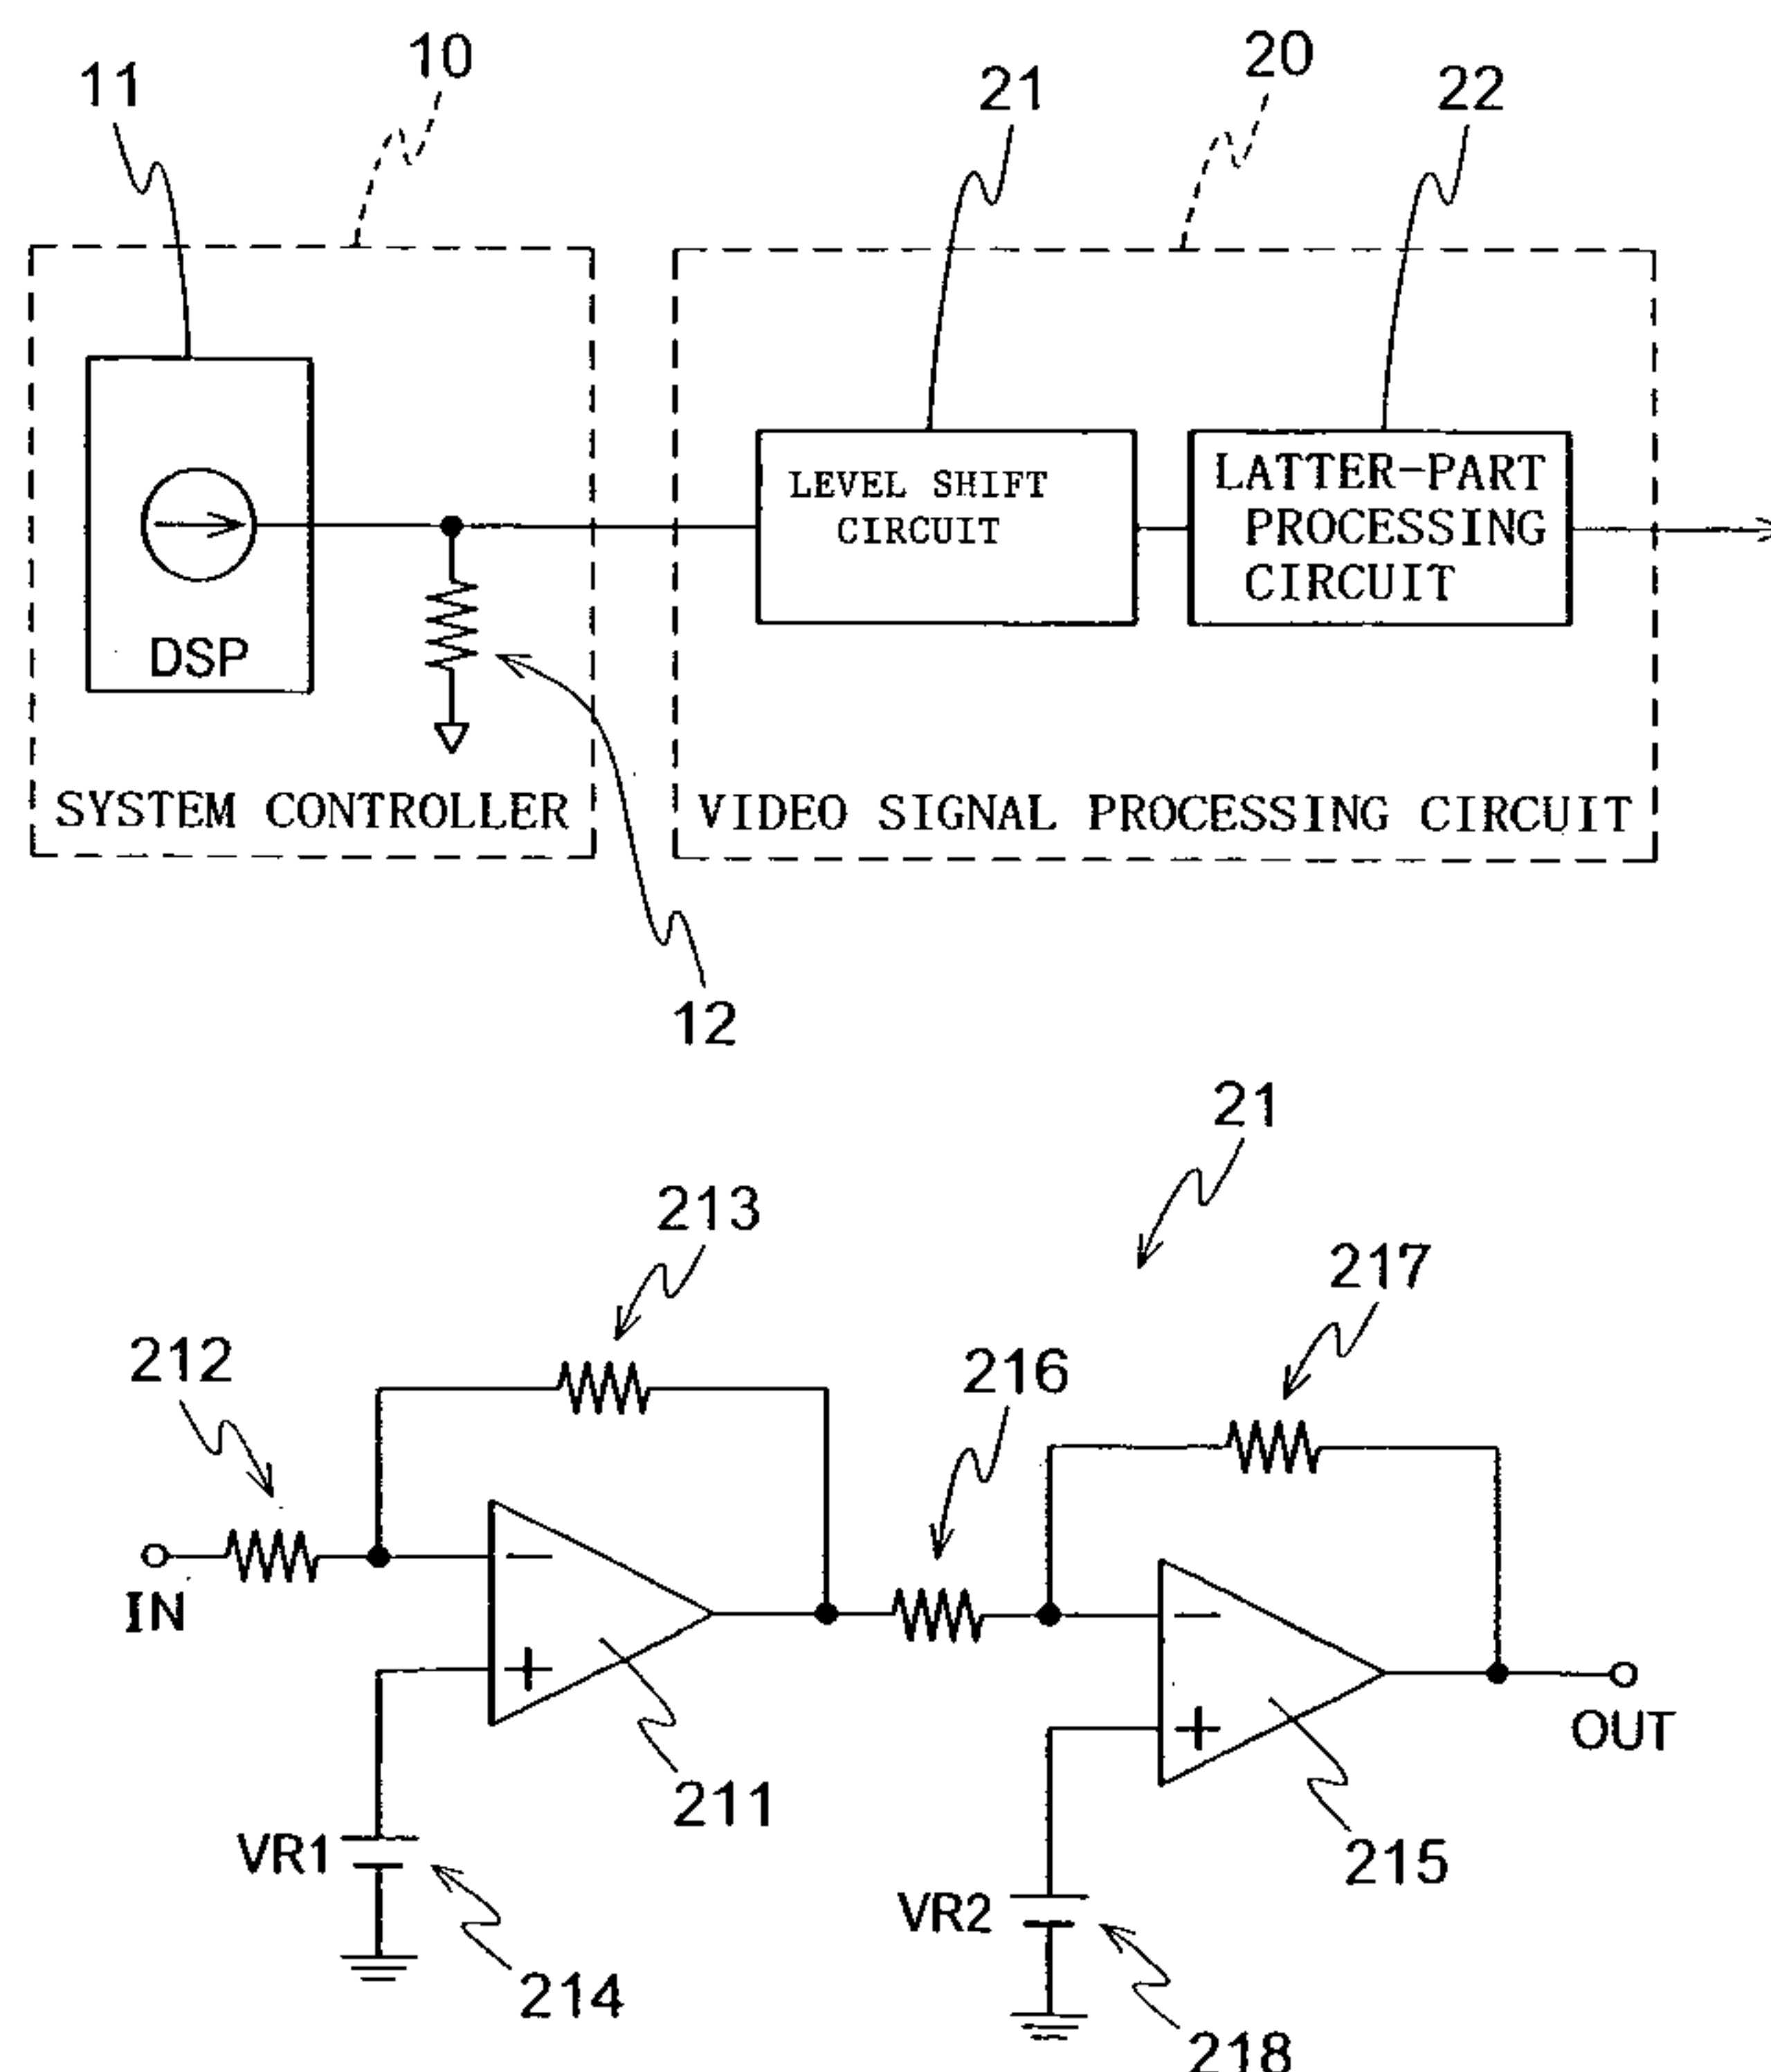 10
20
11
21
22
LEVEL SHIFT
CIRCUIT
LATTER-PART
PROCESSING
CIRCUIT
DSP
SYSTEM CONTROLLER
VIDEO SIGNAL PROCESSING CIRCUIT
12
21
213
217
212
216
IN
−
+
−
+
OUT
211
215
VR1
VR2
214
218